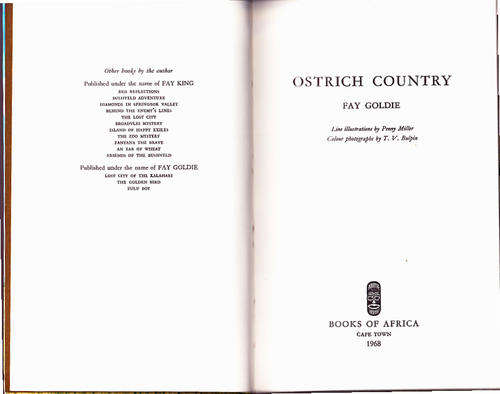 Other books by the author
Published under the name of FAY KING
BUSHVELD ADVENTURE
DIAMONDS IN SPRINGBOK VALLEY
BEHIND THE ENEMY'S LINES
THE LOST CITY
BROADVLEI MYSTERY
ISLAND OF HAPPY EXILES
THE ZOO MYSTERY
FANYANA THE BRAVE
AN EAR OF WHEAT
FRIENDS OF THE BUSHVELD
Published under the name of FAY GOLDIE
LOST CITY OF THE KALAHARI
THE GOLDEN BIRD
ZULU BOY
OSTRICH COUNTRY
FAY GOLDIE
Line illustrations by Penny Miller
Colour photographs by T. V. Bulpin
BOOKS OF AFRICA
CAPE TOWN
1968